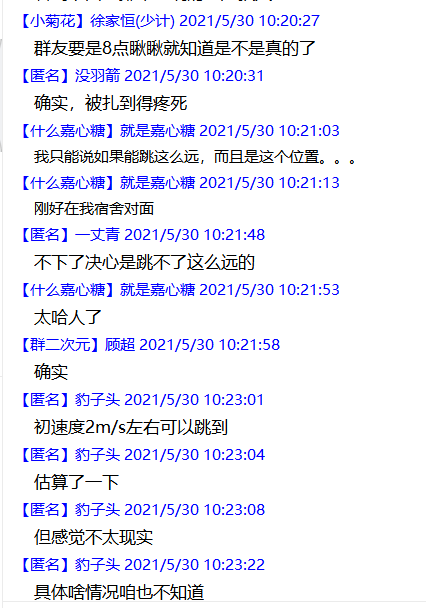 【小菊花】徐家恒(少计) 2021/5/30 10:20:27
群友要是8点瞅瞅就知道是不是真的了
【匿名】没羽箭 2021/5/30 10:20:31
确实，被扎到得疼死
【什么嘉心糖】就是嘉心糖 2021/5/30 10:21:03
我只能说如果能跳这么远，而且是这个位置。。。
【什么嘉心糖】就是嘉心糖 2021/5/30 10:21:13
刚好在我宿舍对面
【匿名】一丈青 2021/5/30 10:21:48
不下了决心是跳不了这么远的
【什么嘉心糖】就是嘉心糖 2021/5/30 10:21:53
太哈人了
【群二次元】顾超 2021/5/30 10:21:58
确实
【匿名】豹子头 2021/5/30 10:23:01
初速度2m/s左右可以跳到
【匿名】豹子头 2021/5/30 10:23:04
估算了一下
【匿名】豹子头 2021/5/30 10:23:08
但感觉不太现实
【匿名】豹子头 2021/5/30 10:23:22
具体啥情况咱也不知道